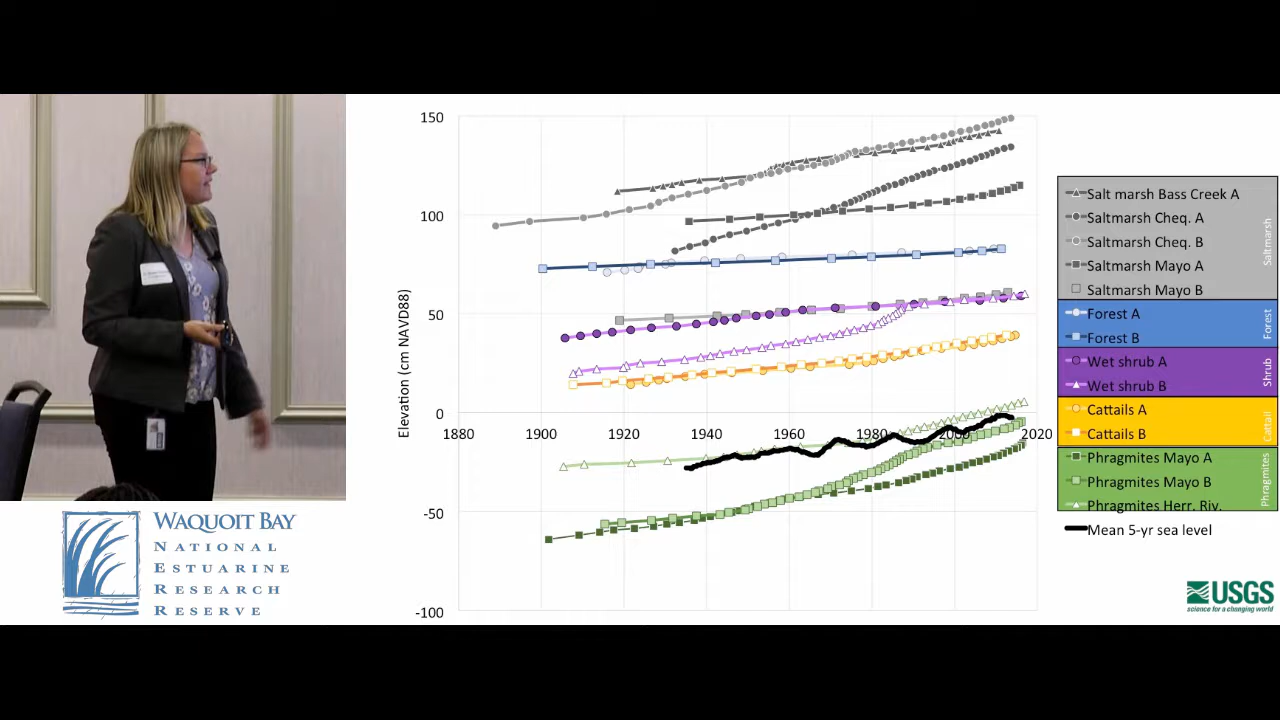 WAQUOIT BAY
NATIONAL
ESTUARINE
RESEARCH
RESERVE
Elevation (cm NAVD88)
150
100
50
0
-50
-100
1880
1900
1920
1940
1960
1980
2000
2020
Salt marsh Bass Creek A
Saltmarsh Cheq. A
Saltmarsh Cheq. B
Saltmarsh Mayo A
Saltmarsh Mayo B
Saltmarsh
Forest A
Forest B
Forest
Wet shrub A
Wet shrub B
Shrub
Cattails A
Cattails B
Cattail
Phragmites Mayo A
Phragmites Mayo B
Phragmites Herr. Riv.
Phragmites
Mean 5-yr sea level
USGS
science for a changing world